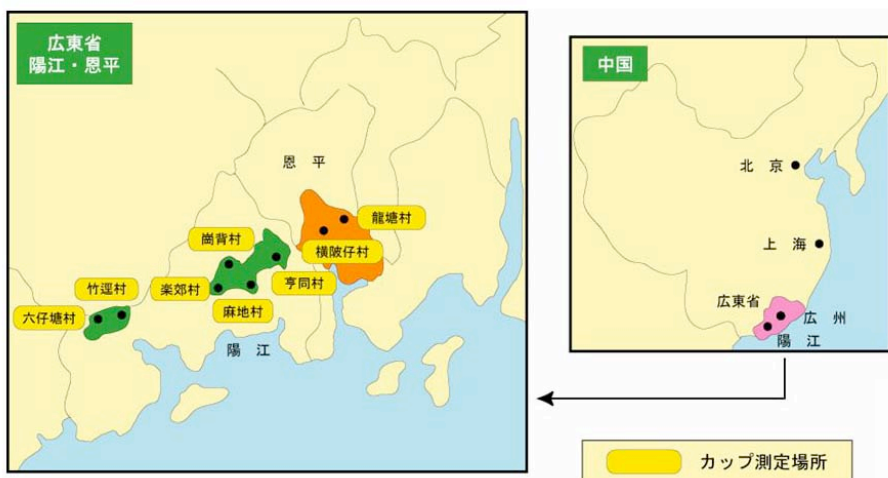 広東省
陽江・恩平
恩 平
龍塘村
崗背村
横陂仔村
竹逕村
楽郊村
亨同村
六仔塘村
麻地村
陽 江
中国
北 京
上 海
広東省
広 州
陽 江
カップ測定場所